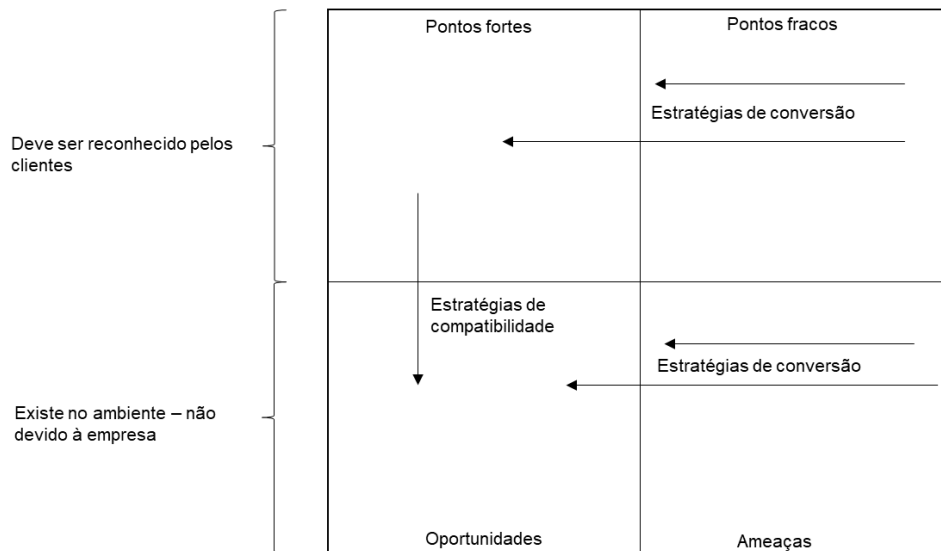 Pontos fortes
Pontos fracos
Estratégias de conversão
Deve ser reconhecido pelos
clientes
Estratégias de
compatibilidade
Estratégias de conversão
Existe no ambiente – não
devido à empresa
Oportunidades
Ameaças